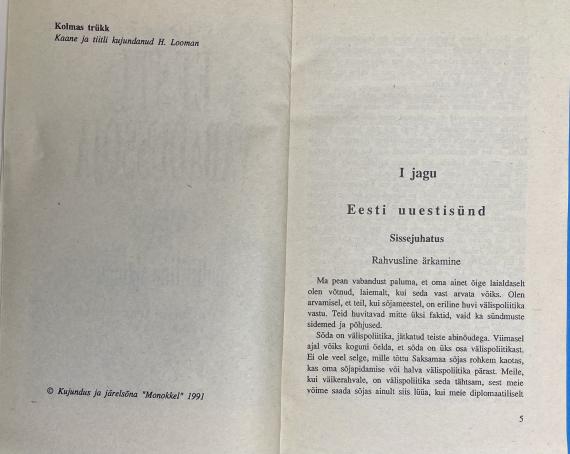 Kolmas trükk
Kaane ja tiitli kujundanud H. Looman
© Kujundus ja järelsõna "Monokkel" 1991
I jagu
Eesti uuestisünd
Sissejuhatus
Rahvusline ärkamine
Ma pean vabandust paluma, et oma ainet õige laialdaselt
olen võtnud, laiemalt, kui seda vast arvata võiks. Olen
arvamisel, et teil, kui sõjameestel, on eriline huvi välispoliitika
vastu. Teid huvitavad mitte üksi faktid, vaid ka sündmuste
sidemed ja põhjused.
Sõda on välispoliitika, jätkatud teiste abinõudega. Viimasel
ajal võiks koguni öelda, et sõda on üks osa välispoliitikast.
Ei ole veel selge, mille tõttu Saksamaa sõjas rohkem kaotas,
kas oma sõjapidamise või halva välispoliitika pärast. Meile,
kui väikerahvale, on välispoliitika seda tähtsam, sest meie
võime saada sõjas ainult siis lüüa, kui meie diplomaatiliselt
5